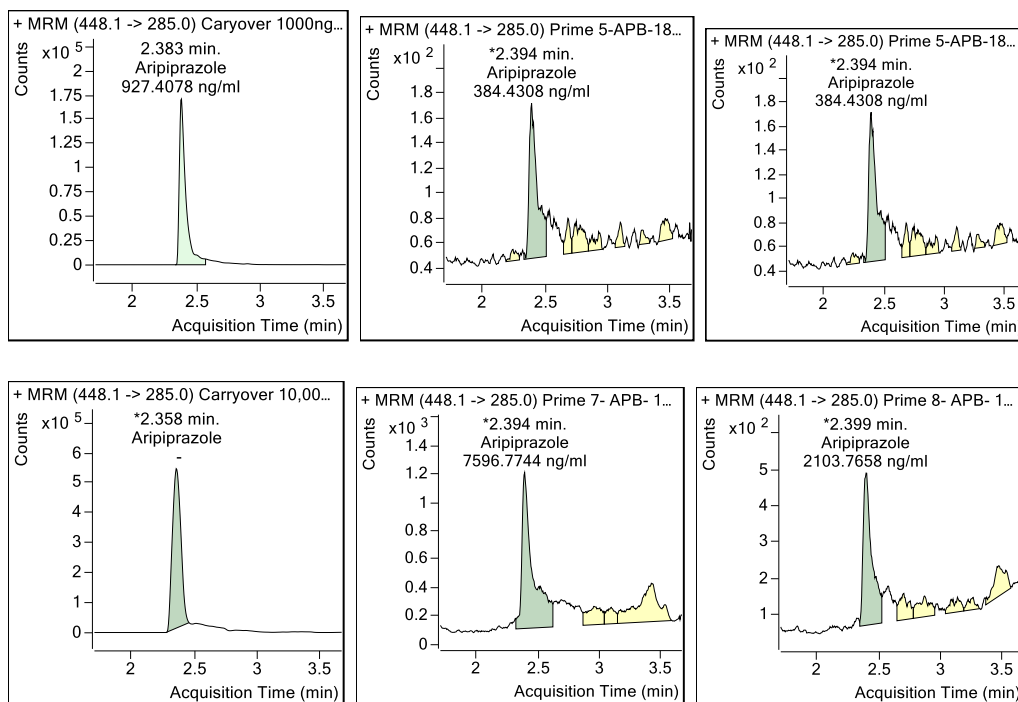 + MRM (448.1 -> 285.0) Caryover 1000ng...
Counts
x10 5
2.383 min.
Aripiprazole
927.4078 ng/ml
2
1.75
1.5
1.25
1
0.75
0.5
0.25
0
2 2.5 3 3.5
Acquisition Time (min)
+ MRM (448.1 -> 285.0) Prime 5-APB-18...
Counts
x10 2
*2.394 min.
Aripiprazole
384.4308 ng/ml
1.8
1.6
1.4
1.2
1
0.8
0.6
0.4
2 2.5 3 3.5
Acquisition Time (min)
+ MRM (448.1 -> 285.0) Prime 5-APB-18...
Counts
x10 2
*2.394 min.
Aripiprazole
384.4308 ng/ml
1.8
1.6
1.4
1.2
1
0.8
0.6
0.4
2 2.5 3 3.5
Acquisition Time (min
+ MRM (448.1 -> 285.0) Carryover 10,00...
Counts
x10 5
*2.358 min.
Aripiprazole
-
6
5
4
3
2
1
0
2 2.5 3 3.5
Acquisition Time (min)
+ MRM (448.1 -> 285.0) Prime 7- APB- 1...
Counts
x10 3
*2.394 min.
Aripiprazole
7596.7744 ng/ml
1.4
1.2
1
0.8
0.6
0.4
0.2
0
2 2.5 3 3.5
Acquisition Time (min)
+ MRM (448.1 -> 285.0) Prime 8- APB- 1...
Counts
x10 2
*2.399 min.
Aripiprazole
2103.7658 ng/ml
5
4
3
2
1
2 2.5 3 3.5
Acquisition Time (min)